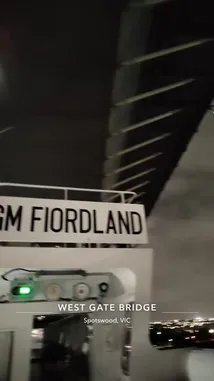 GM FIORDLAND
WEST GATE BRIDGE
Spotswood, VIC